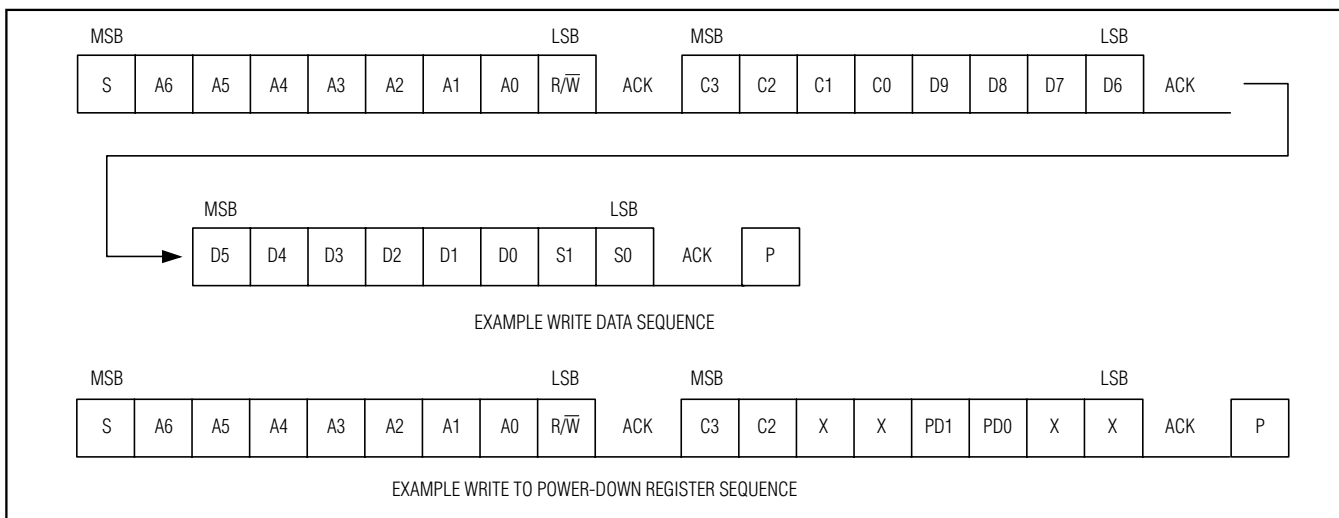 MSB LSB MSB LSB
S A6 A5 A4 A3 A2 A1 A0 R/W̅ ACK C3 C2 C1 C0 D9 D8 D7 D6 ACK
MSB LSB
D5 D4 D3 D2 D1 D0 S1 S0 ACK P
EXAMPLE WRITE DATA SEQUENCE
MSB LSB MSB LSB
S A6 A5 A4 A3 A2 A1 A0 R/W̅ ACK C3 C2 X X PD1 PD0 X X ACK P
EXAMPLE WRITE TO POWER-DOWN REGISTER SEQUENCE